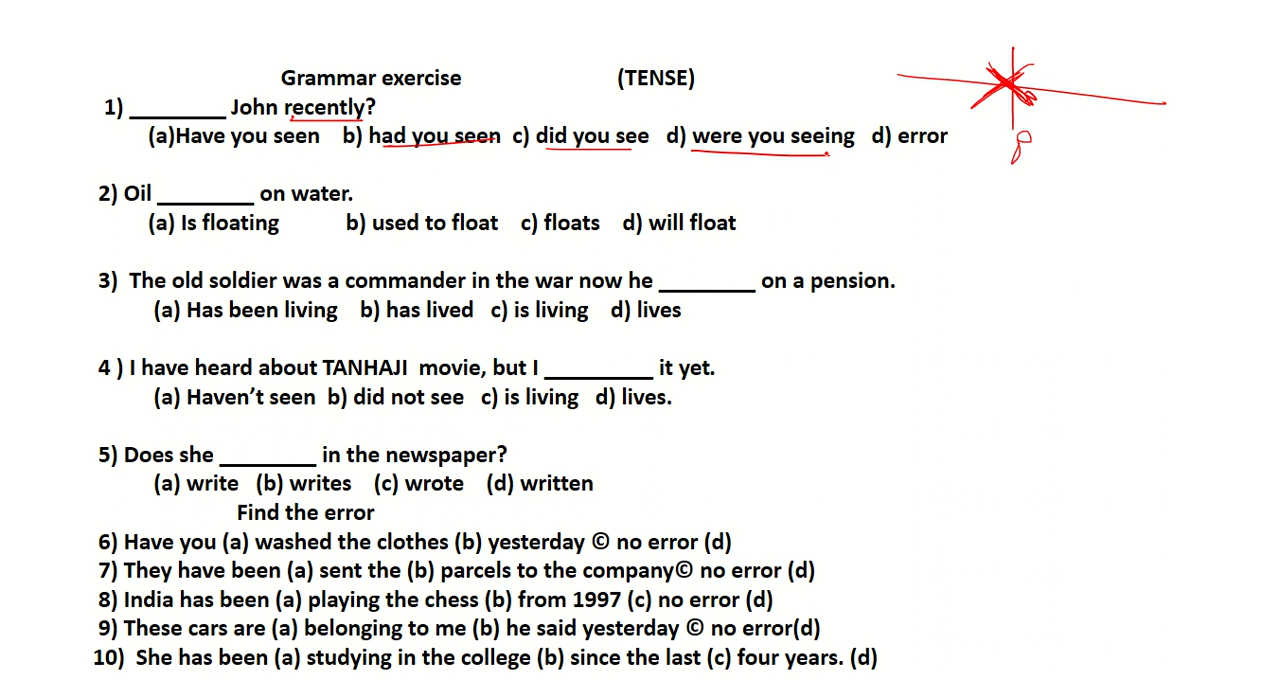 Grammar exercise (TENSE)
1) ________ John recently?
(a)Have you seen b) had you seen c) did you see d) were you seeing d) error
2) Oil ________ on water.
(a) Is floating b) used to float c) floats d) will float
3) The old soldier was a commander in the war now he ________ on a pension.
(a) Has been living b) has lived c) is living d) lives
4 ) I have heard about TANHAJI movie, but I _________ it yet.
(a) Haven’t seen b) did not see c) is living d) lives.
5) Does she ________ in the newspaper?
(a) write (b) writes (c) wrote (d) written
Find the error
6) Have you (a) washed the clothes (b) yesterday © no error (d)
7) They have been (a) sent the (b) parcels to the company© no error (d)
8) India has been (a) playing the chess (b) from 1997 (c) no error (d)
9) These cars are (a) belonging to me (b) he said yesterday © no error(d)
10) She has been (a) studying in the college (b) since the last (c) four years. (d)